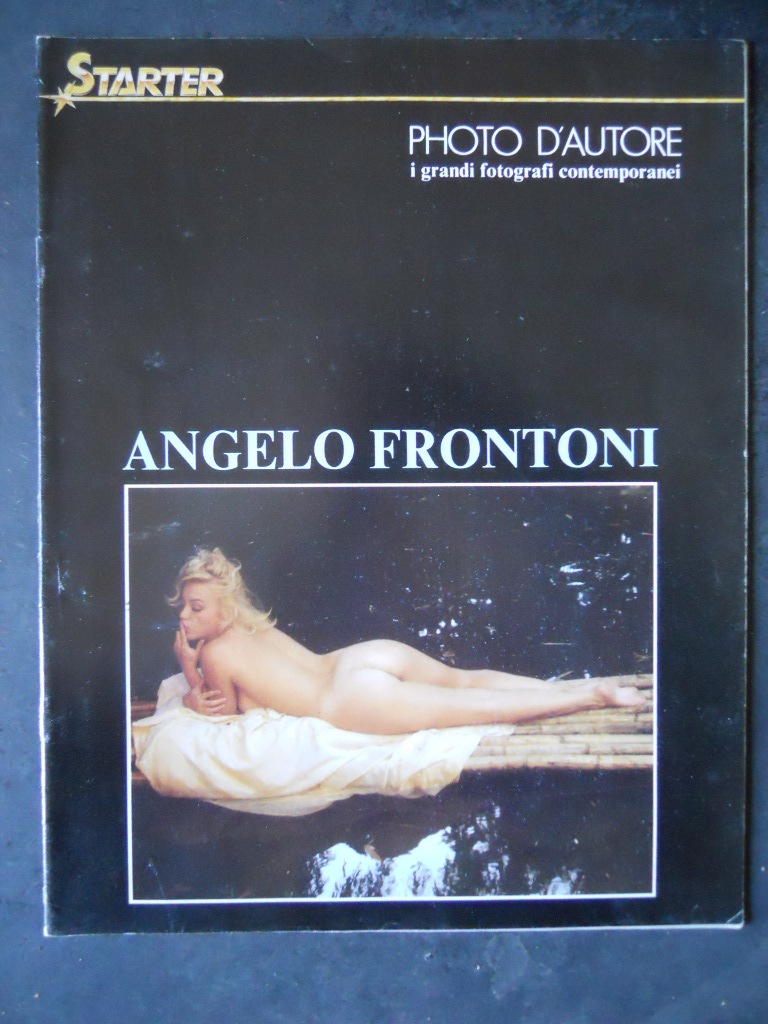 STARTER
PHOTO D'AUTORE
i grandi fotografi contemporanei
ANGELO FRONTONI